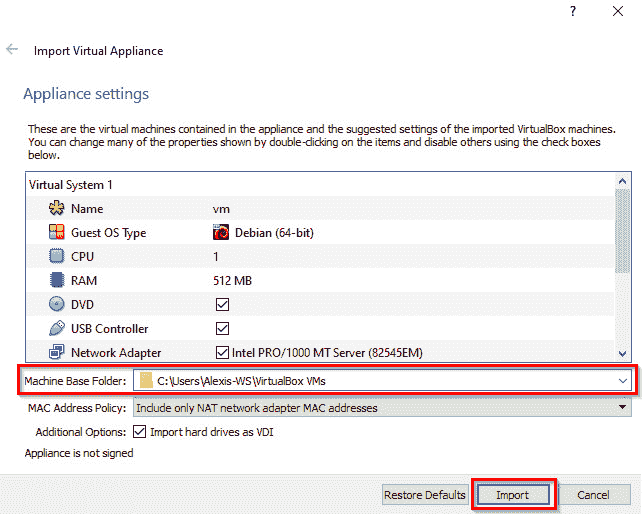 ?
Import Virtual Appliance
Appliance settings
These are the virtual machines contained in the appliance and the suggested settings of the imported VirtualBox machines.
You can change many of the properties shown by double-clicking on the items and disable others using the check boxes
below.
Virtual System 1
Name vm
Guest OS Type Debian (64-bit)
CPU 1
RAM 512 MB
DVD
USB Controller
Network Adapter Intel PRO/1000 MT Server (82545EM)
Machine Base Folder: C:\Users\Alexis-WS\VirtualBox VMs
MAC Address Policy: Include only NAT network adapter MAC addresses
Additional Options: Import hard drives as VDI
Appliance is not signed
Restore Defaults Import Cancel